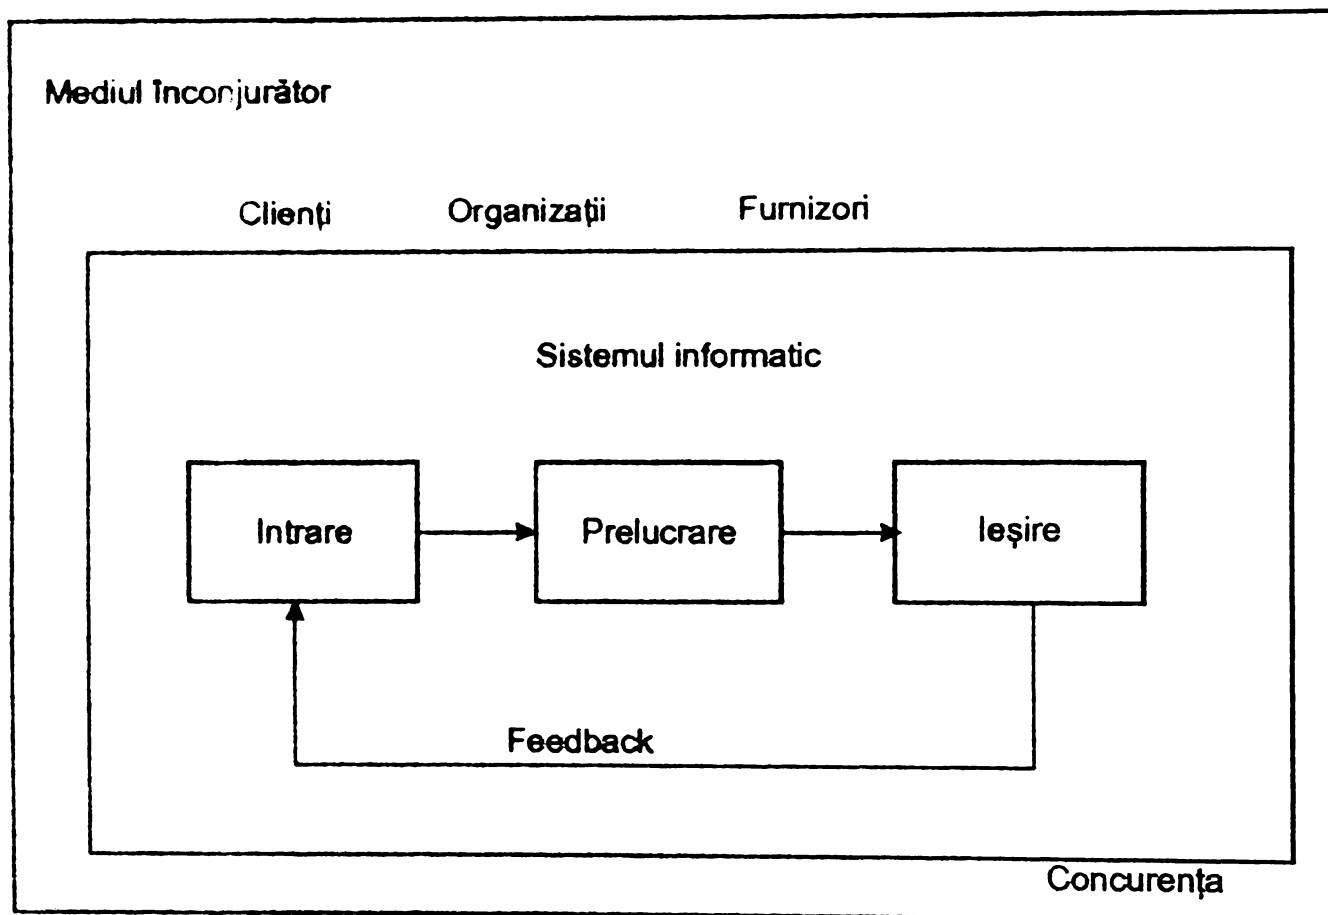 Mediul înconjurător
Clienți Organizații Furnizori
Sistemul informatic
Intrare Prelucrare Ieșire
Feedback
Concurența